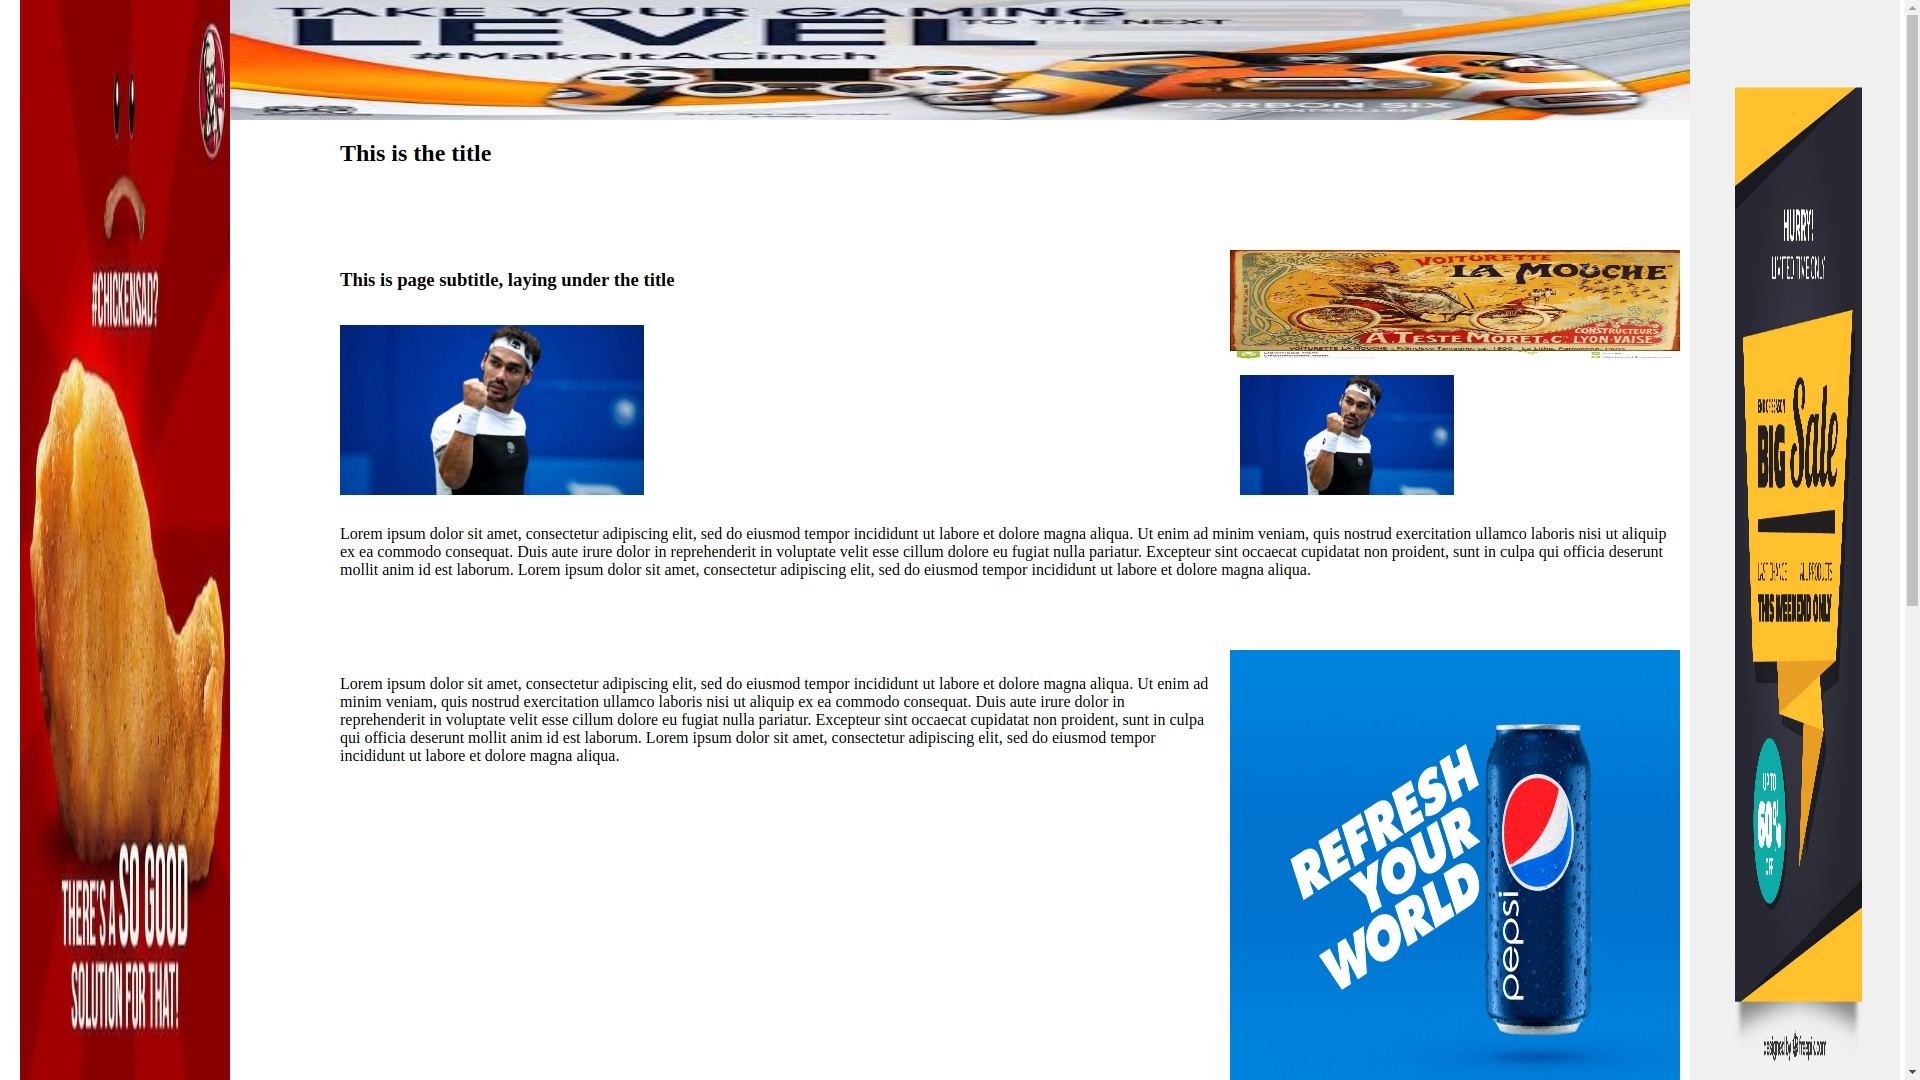 TAKE YOUR GAMING
TO THE NEXT
LEVEL
#MakeItACinch
CARBON SIX
KFC
#CHICKENSAD?
THERE'S A SO GOOD
SOLUTION FOR THAT!
This is the title
This is page subtitle, laying under the title
VOITURETTE
"LA MOUCHE"
CONSTRUCTEURS
A. TESTE MORET & Cie LYON-VAISE
Lorem ipsum dolor sit amet, consectetur adipiscing elit, sed do eiusmod tempor incididunt ut labore et dolore magna aliqua. Ut enim ad minim veniam, quis nostrud exercitation ullamco laboris nisi ut aliquip
ex ea commodo consequat. Duis aute irure dolor in reprehenderit in voluptate velit esse cillum dolore eu fugiat nulla pariatur. Excepteur sint occaecat cupidatat non proident, sunt in culpa qui officia deserunt
mollit anim id est laborum. Lorem ipsum dolor sit amet, consectetur adipiscing elit, sed do eiusmod tempor incididunt ut labore et dolore magna aliqua.
Lorem ipsum dolor sit amet, consectetur adipiscing elit, sed do eiusmod tempor incididunt ut labore et dolore magna aliqua. Ut enim ad
minim veniam, quis nostrud exercitation ullamco laboris nisi ut aliquip ex ea commodo consequat. Duis aute irure dolor in
reprehenderit in voluptate velit esse cillum dolore eu fugiat nulla pariatur. Excepteur sint occaecat cupidatat non proident, sunt in culpa
qui officia deserunt mollit anim id est laborum. Lorem ipsum dolor sit amet, consectetur adipiscing elit, sed do eiusmod tempor
incididunt ut labore et dolore magna aliqua.
REFRESH
YOUR
WORLD
pepsi
HURRY!
LIMITED TIME ONLY
END OF SEASON
BIG Sale
LAST CHANCE ALL PRODUCTS
THIS WEEKEND ONLY
UP TO
60%
OFF
designed by freepik.com